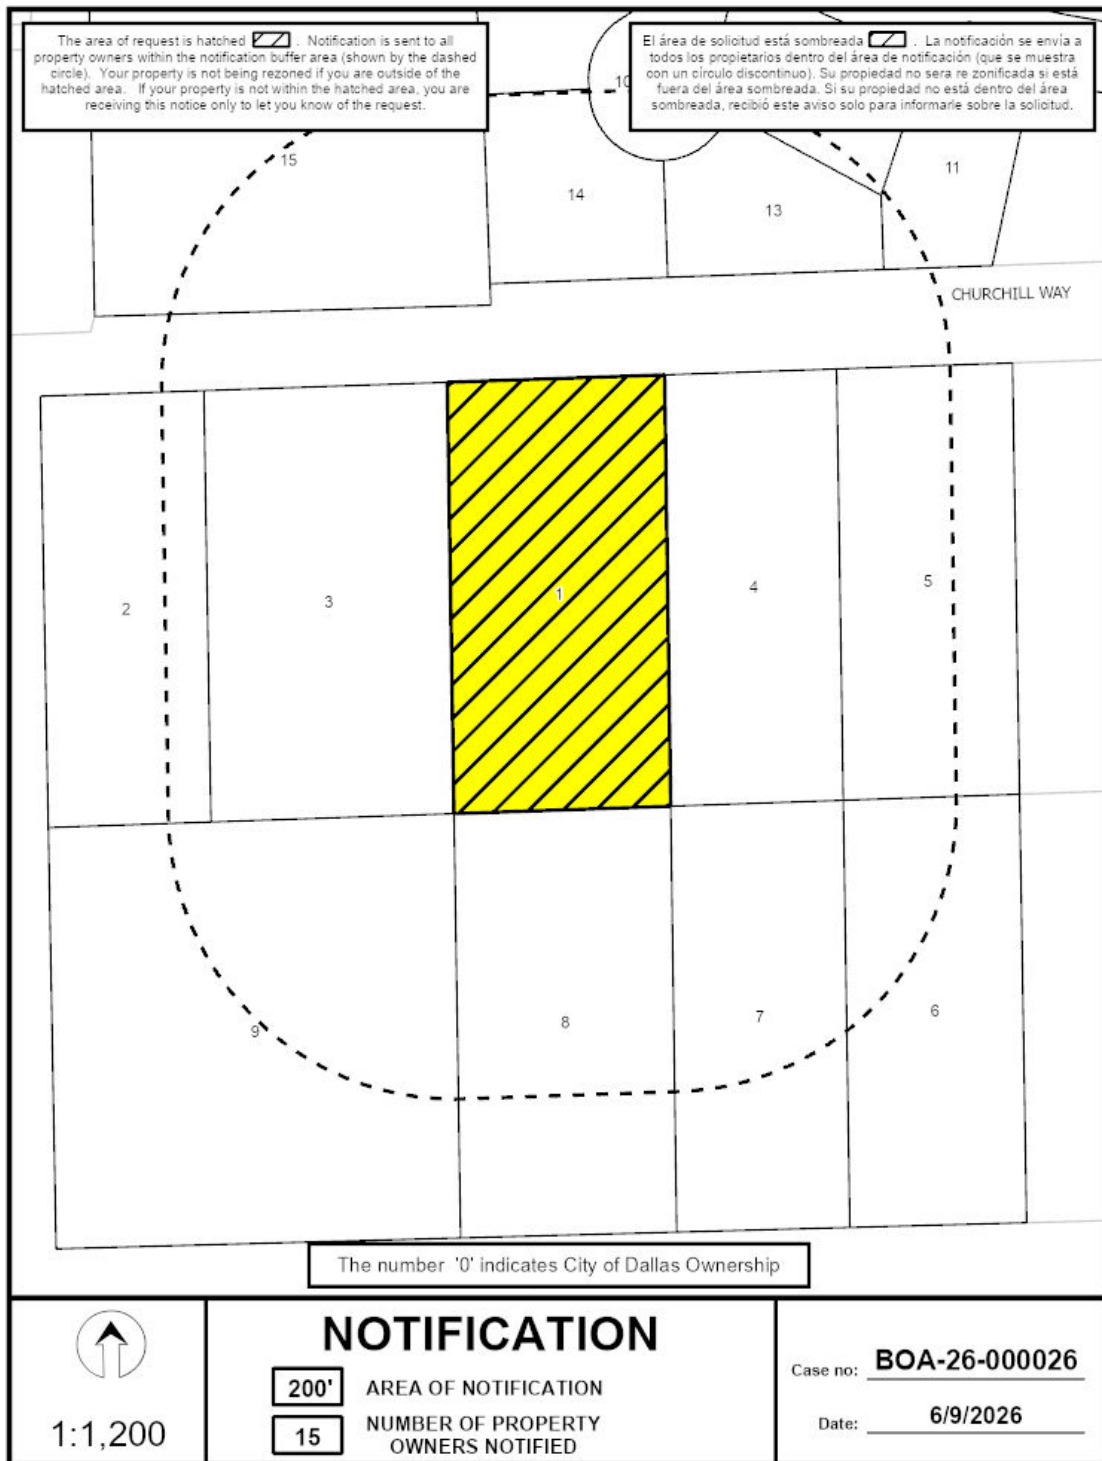 The area of request is hatched . Notification is sent to all
property owners within the notification buffer area (shown by the dashed
circle). Your property is not being rezoned if you are outside of the
hatched area. If your property is not within the hatched area, you are
receiving this notice only to let you know of the request.
El área de solicitud está sombreada . La notificación se envía a
todos los propietarios dentro del área de notificación (que se muestra
con un círculo discontinuo). Su propiedad no sera re zonificada si está
fuera del área sombreada. Si su propiedad no está dentro del área
sombreada, recibió este aviso solo para informarle sobre la solicitud.
10
15
14
13
11
CHURCHILL WAY
2
3
1
4
5
9
8
7
6
The number '0' indicates City of Dallas Ownership
1:1,200
NOTIFICATION
200' AREA OF NOTIFICATION
15 NUMBER OF PROPERTY
OWNERS NOTIFIED
Case no: BOA-26-000026
Date: 6/9/2026